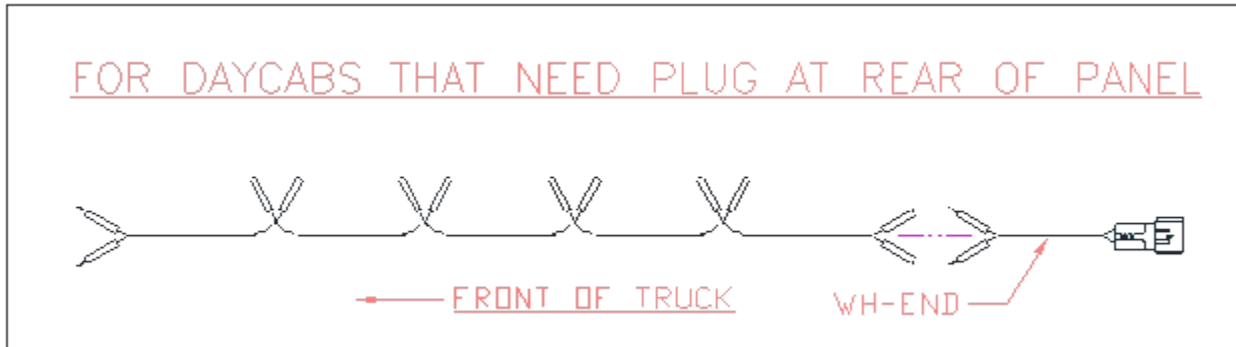 FOR DAYCABS THAT NEED PLUG AT REAR OF PANEL
FRONT OF TRUCK
WH-END